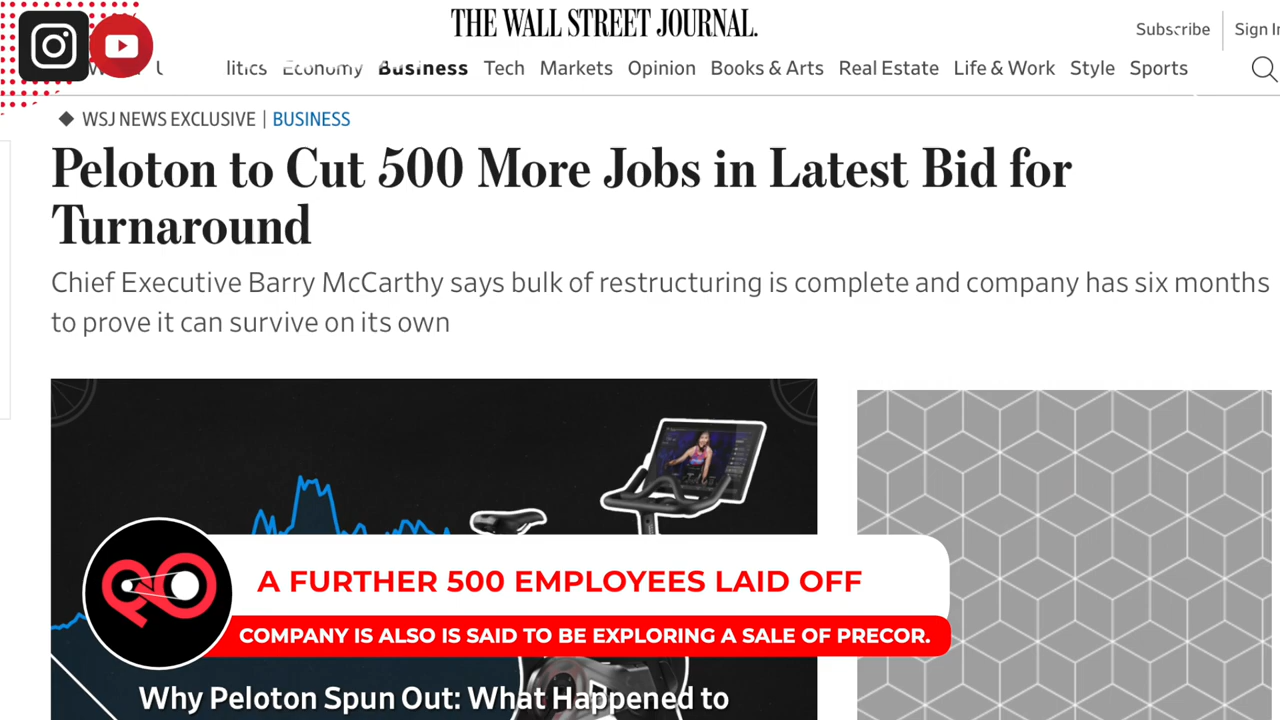 THE WALL STREET JOURNAL.
Subscribe
Sign In
litics Economy Business Tech Markets Opinion Books & Arts Real Estate Life & Work Style Sports
WSJ NEWS EXCLUSIVE | BUSINESS
Peloton to Cut 500 More Jobs in Latest Bid for
Turnaround
Chief Executive Barry McCarthy says bulk of restructuring is complete and company has six months
to prove it can survive on its own
A FURTHER 500 EMPLOYEES LAID OFF
COMPANY IS ALSO IS SAID TO BE EXPLORING A SALE OF PRECOR.
Why Peloton Spun Out: What Happened to